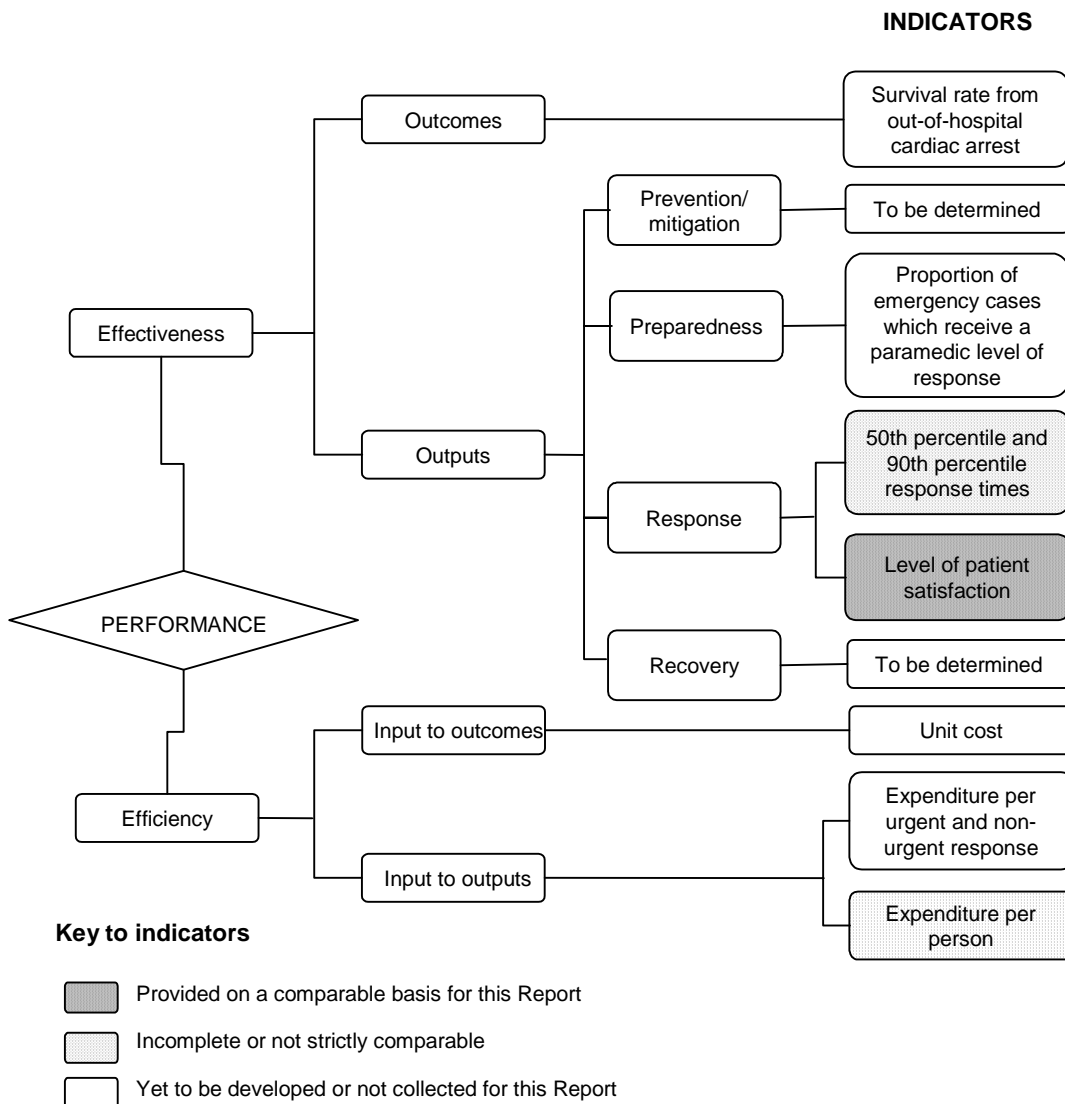 INDICATORS
Survival rate from
out-of-hospital
cardiac arrest
Outcomes
Prevention/
mitigation
To be determined
Proportion of
emergency cases
which receive a
paramedic level of
response
Preparedness
Effectiveness
50th percentile and
90th percentile
response times
Outputs
Response
Level of patient
satisfaction
PERFORMANCE
Recovery
To be determined
Input to outcomes
Unit cost
Efficiency
Expenditure per
urgent and non-
urgent response
Input to outputs
Expenditure per
person
Key to indicators
Provided on a comparable basis for this Report
Incomplete or not strictly comparable
Yet to be developed or not collected for this Report